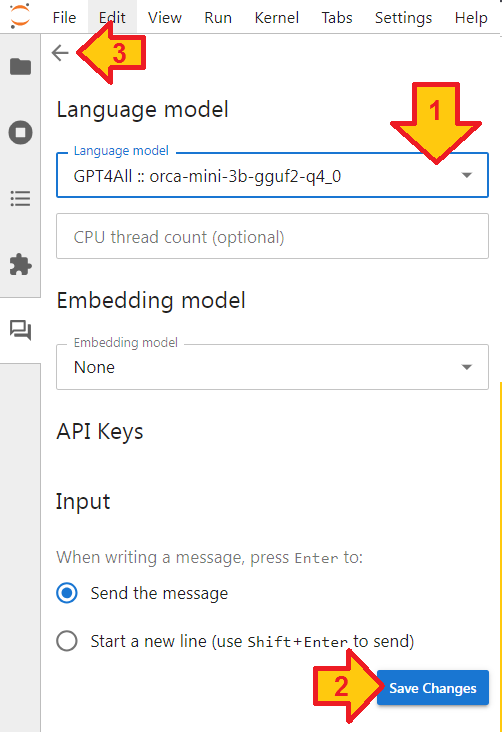 File Edit View Run Kernel Tabs Settings Help
3
Language model
1
Language model
GPT4All :: orca-mini-3b-gguf2-q4_0
CPU thread count (optional)
Embedding model
Embedding model
None
API Keys
Input
When writing a message, press Enter to:
Send the message
Start a new line (use Shift+Enter to send)
2
Save Changes